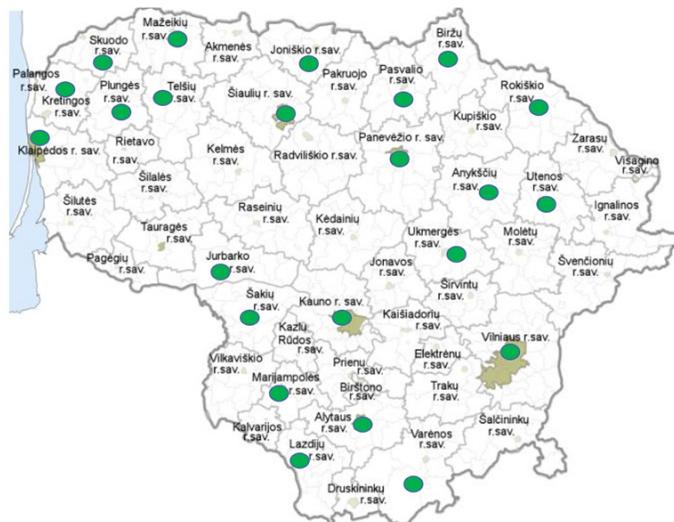 Mažeikių
r.sav.
Skuodo
r.sav.
Akmenės
r.sav.
Joniškio r.sav.
Biržų
r.sav.
Palangos
r.sav.
Kretingos
r.sav.
Plungės
r.sav.
Telšių
r.sav.
Šiaulių r. sav.
Pakruojo
r.sav.
Pasvalio
r.sav.
Rokiškio
r.sav.
Klaipėdos r. sav.
Rietavo
r.sav.
Kelmės
r.sav.
Radviliškio r.sav.
Panevėžio r. sav.
Kupiškio
r.sav.
Zarasų
r.sav.
Visagino
r.sav.
Šilutės
r.sav.
Šilalės
r.sav.
Tauragės
r.sav.
Raseinių
r.sav.
Kėdainių
r.sav.
Anykščių
r.sav.
Utenos
r.sav.
Ignalinos
r.sav.
Pagėgių
r.sav.
Jurbarko
r.sav.
Jonavos
r.sav.
Ukmergės
r.sav.
Molėtų
r.sav.
Švenčionių
r.sav.
Šakių
r.sav.
Kauno r. sav.
Kaišiadorių
r.sav.
Širvintų
r.sav.
Kazlų
Rūdos
r.sav.
Vilkaviškio
r.sav.
Prienų
r.sav.
Elektrėnų
r.sav.
Vilniaus r.sav.
Marijampolės
r.sav.
Birštono
r.sav.
Trakų
r.sav.
Kalvarijos
r.sav.
Alytaus
r.sav.
Varėnos
r.sav.
Šalčininkų
r.sav.
Lazdijų
r.sav.
Druskininkų
r.sav.